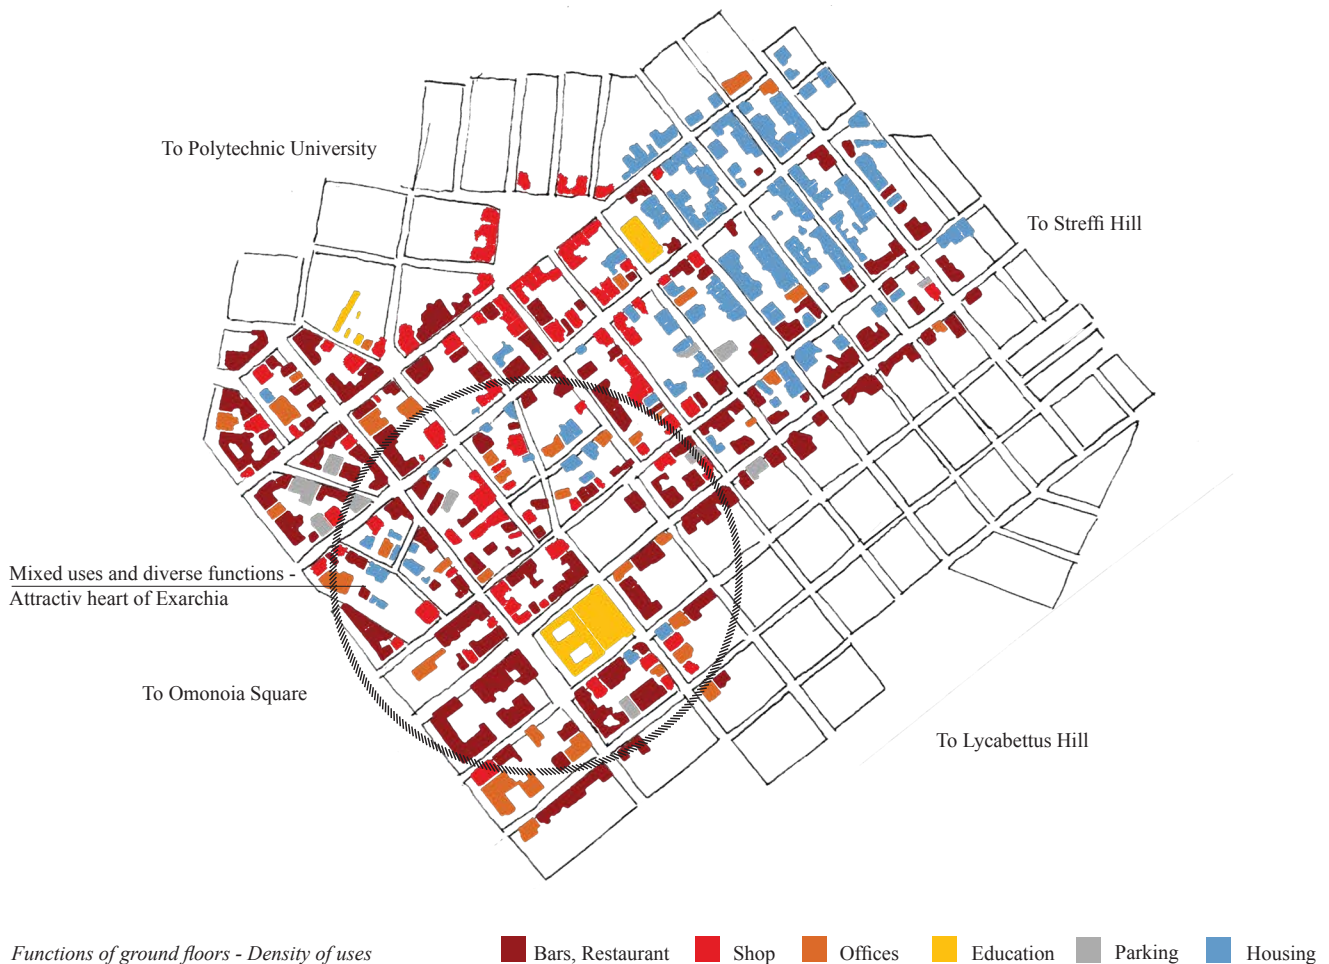 To Polytechnic University
To Streffi Hill
Mixed uses and diverse functions -
Attractiv heart of Exarchia
To Omonoia Square
To Lycabettus Hill
Functions of ground floors - Density of uses
Bars, Restaurant
Shop
Offices
Education
Parking
Housing